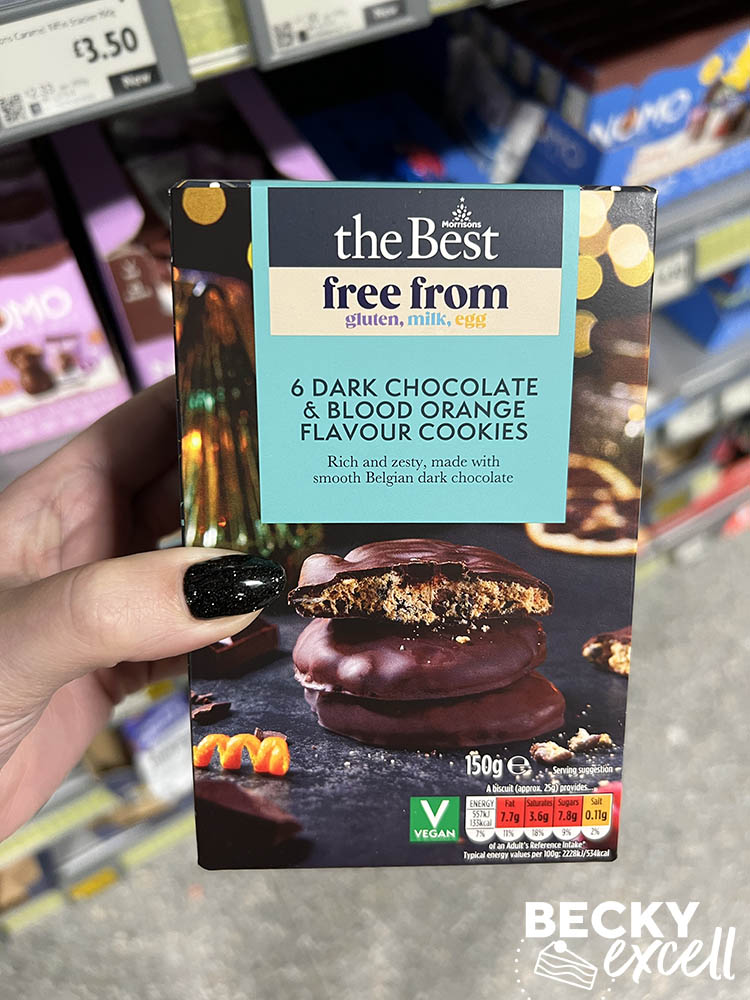 £3.50
New
NOMO
Morrisons
the Best
free from
gluten, milk, egg
6 DARK CHOCOLATE
& BLOOD ORANGE
FLAVOUR COOKIES
Rich and zesty, made with
smooth Belgian dark chocolate
150g e
Serving suggestion
A biscuit (approx. 25g) provides...
V
VEGAN
ENERGY Fat Saturates Sugars Salt
557kJ
133kcal 7.7g 3.6g 7.8g 0.11g
7% 11% 18% 9% 2%
of an Adult's Reference Intake*
Typical energy values per 100g: 2228kJ/534kcal
BECKY
excell